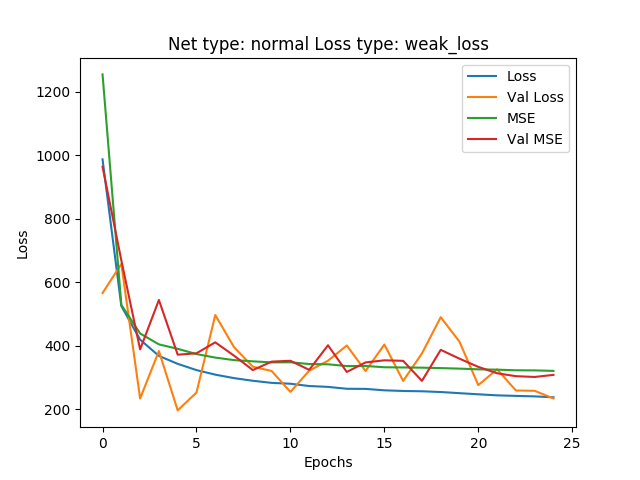 Net type: normal Loss type: weak_loss
Loss
Val Loss
MSE
Val MSE
Loss
1200
1000
800
600
400
200
0 5 10 15 20 25
Epochs